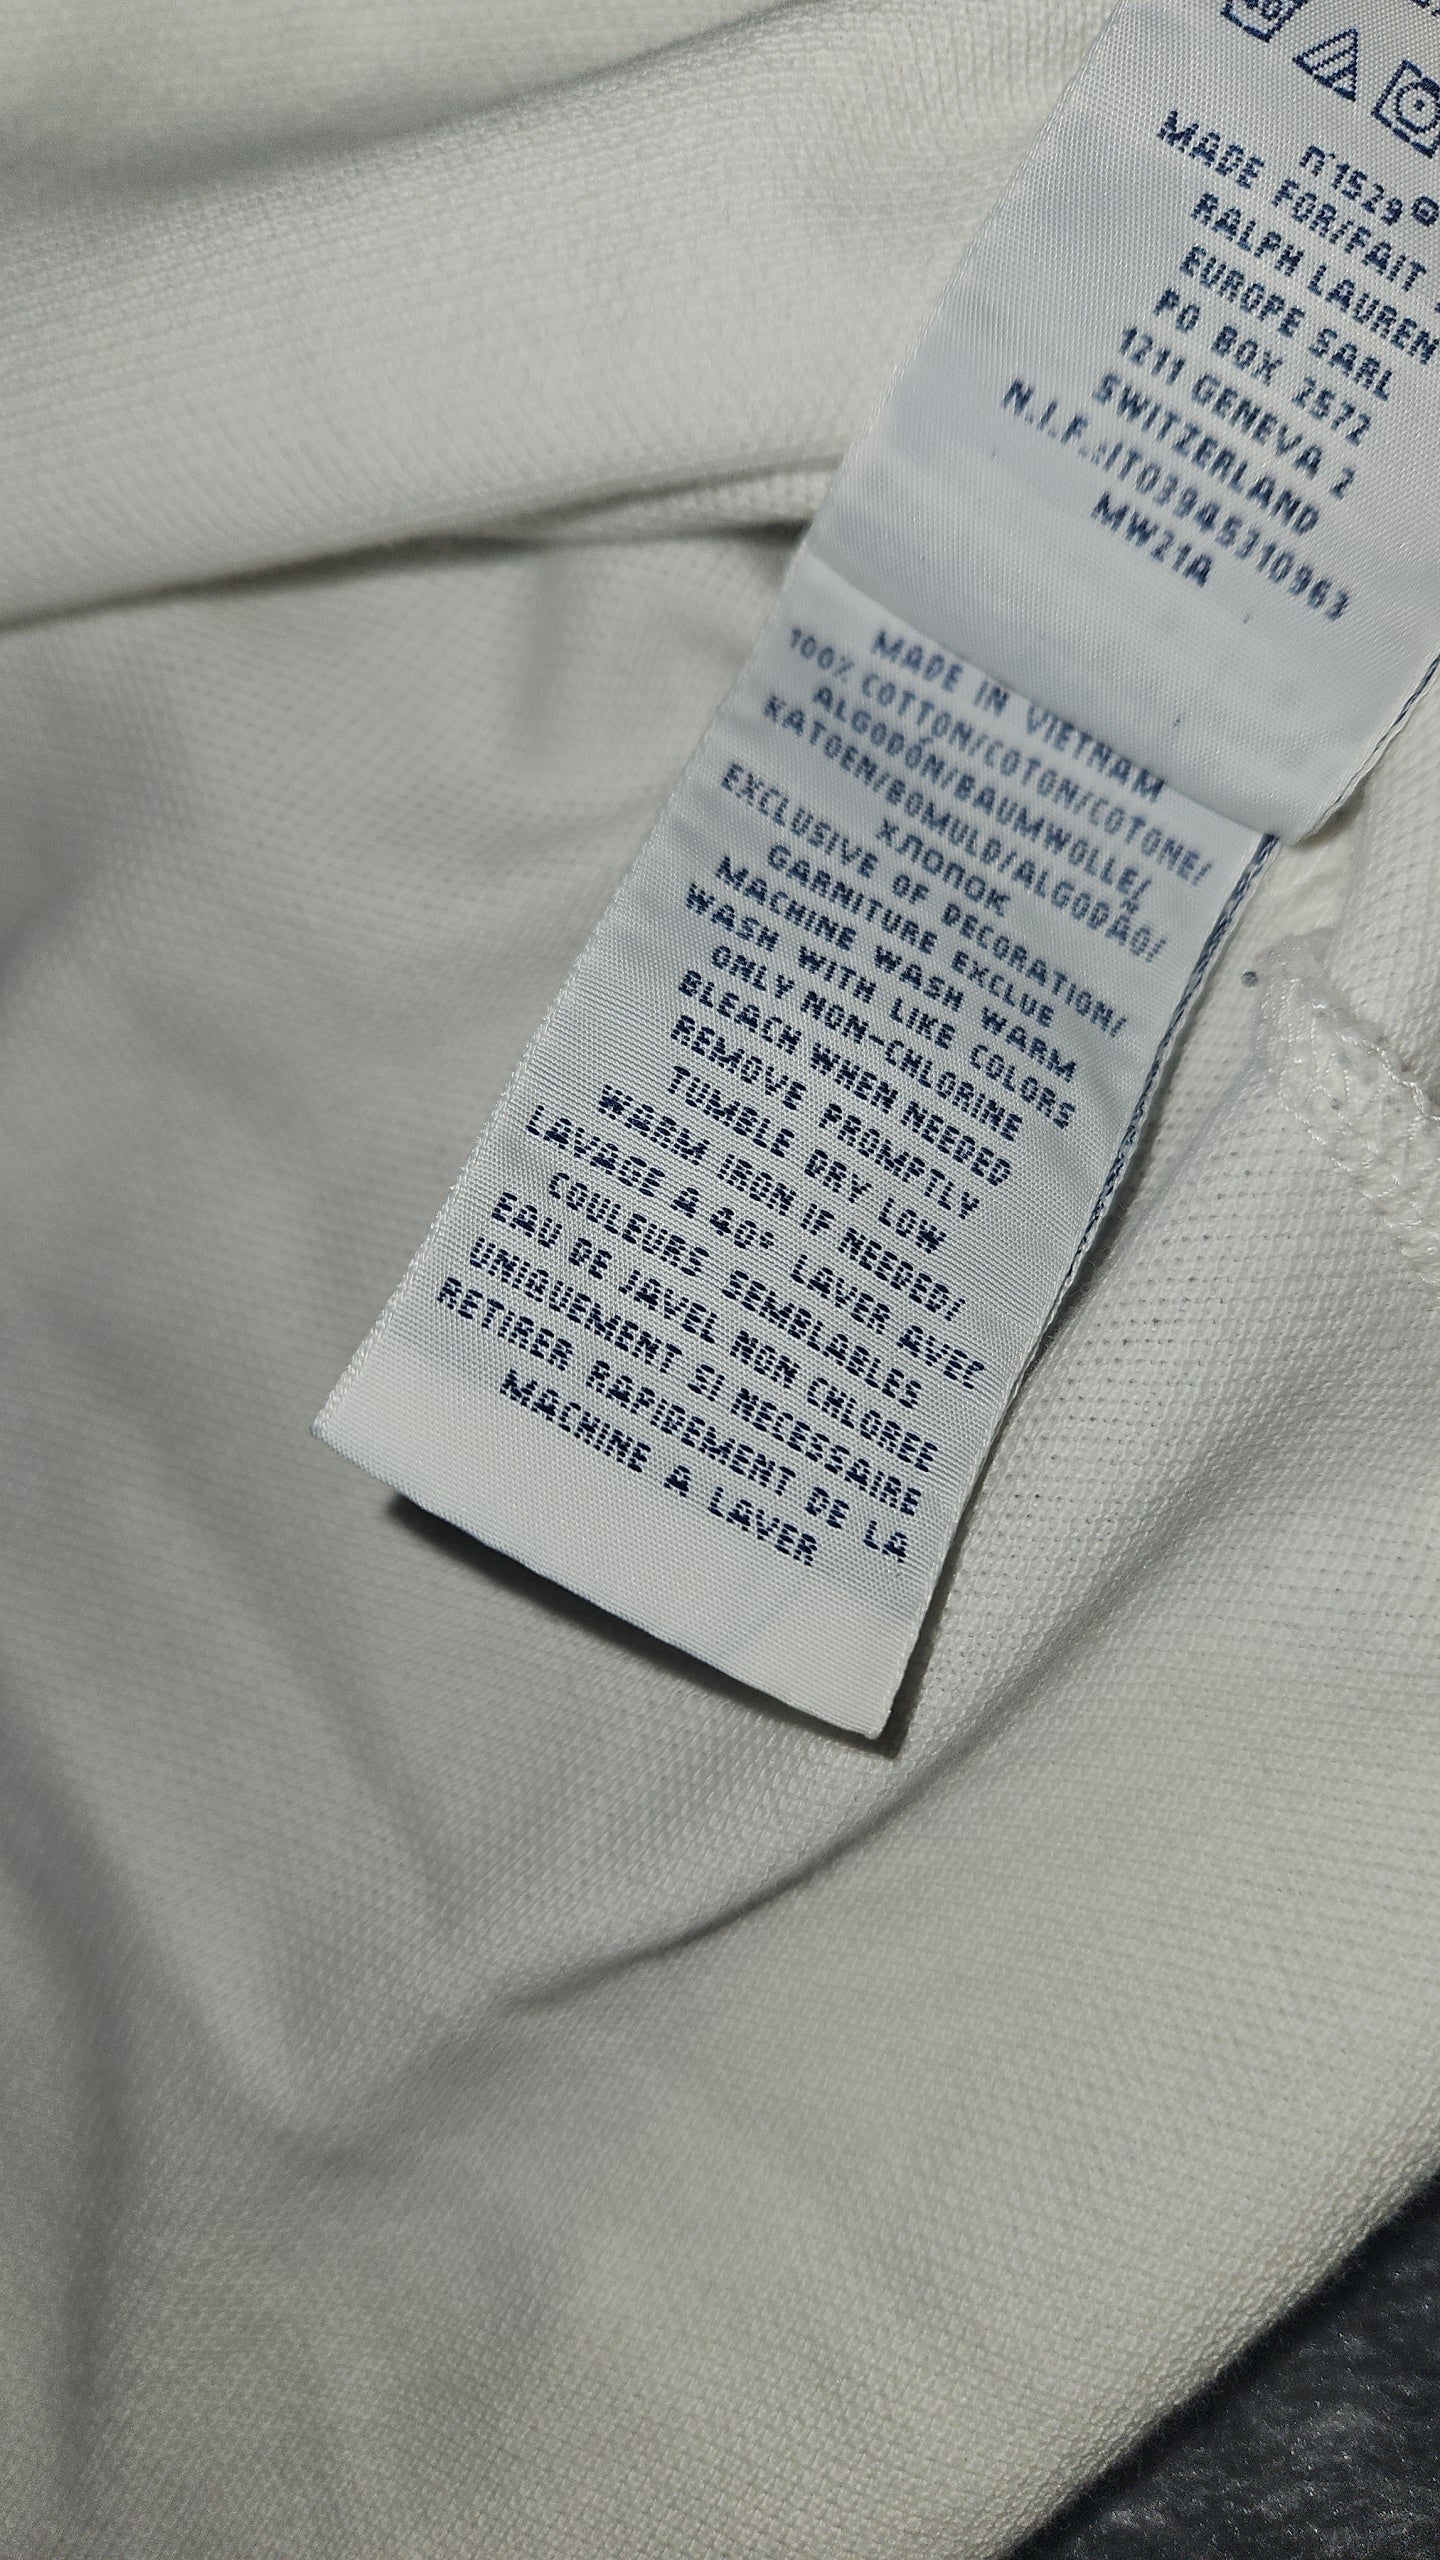 n°1529
MADE FOR/FAIT
RALPH LAUREN
EUROPE SARL
PO BOX 2572
1211 GENEVA 2
SWITZERLAND
N.I.F.:IT03945310963
MW21A
MADE IN VIETNAM
100% COTTON/COTON/COTONE/
ALGODÓN/BAUMWOLLE/
KATOEN/BOMULD/ALGODÃO/
ХЛОПОК
EXCLUSIVE OF DECORATION/
GARNITURE EXCLUE
MACHINE WASH WARM
WASH WITH LIKE COLORS
ONLY NON-CHLORINE
BLEACH WHEN NEEDED
REMOVE PROMPTLY
TUMBLE DRY LOW
WARM IRON IF NEEDED/
LAVAGE A 40° LAVER AVEC
COULEURS SEMBLABLES
EAU DE JAVEL NON CHLOREE
UNIQUEMENT SI NECESSAIRE
RETIRER RAPIDEMENT DE LA
MACHINE A LAVER